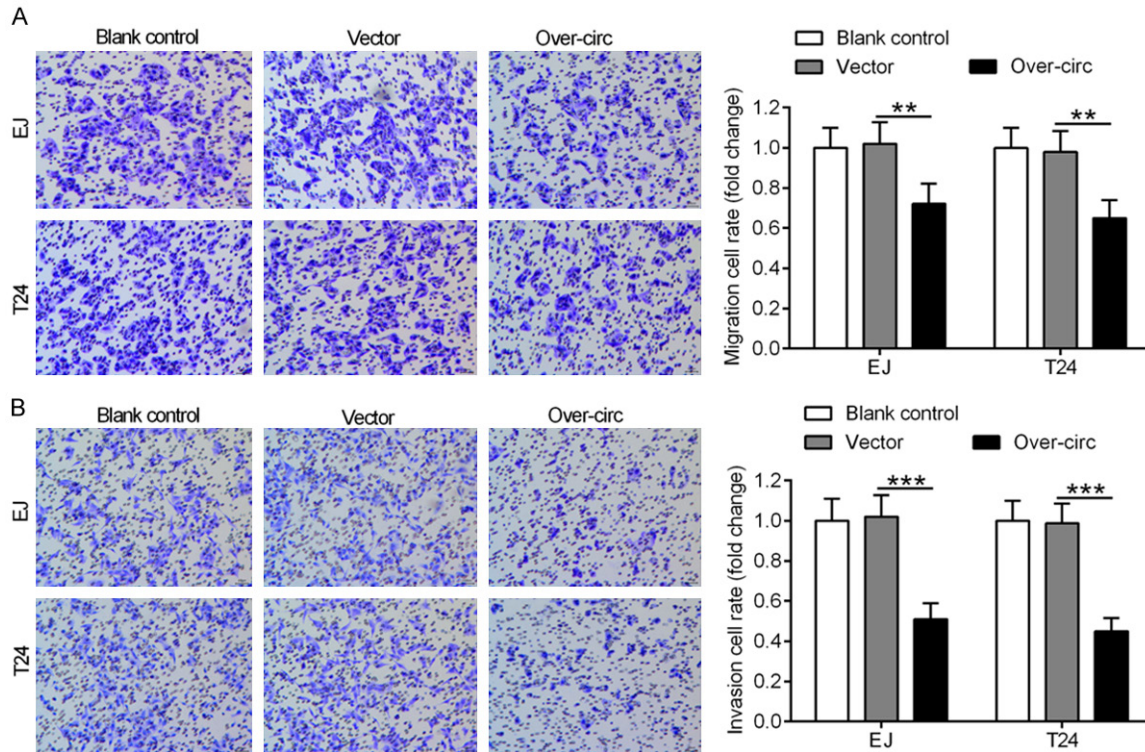 A
Blank control
Vector
Over-circ
EJ
T24
Blank control
Vector
Over-circ
Migration cell rate (fold change)
1.2
1.0
0.8
0.6
0.4
0.2
0.0
**
**
EJ
T24
B
Blank control
Vector
Over-circ
EJ
T24
Blank control
Vector
Over-circ
Invasion cell rate (fold change)
1.2
1.0
0.8
0.6
0.4
0.2
0.0
***
***
EJ
T24